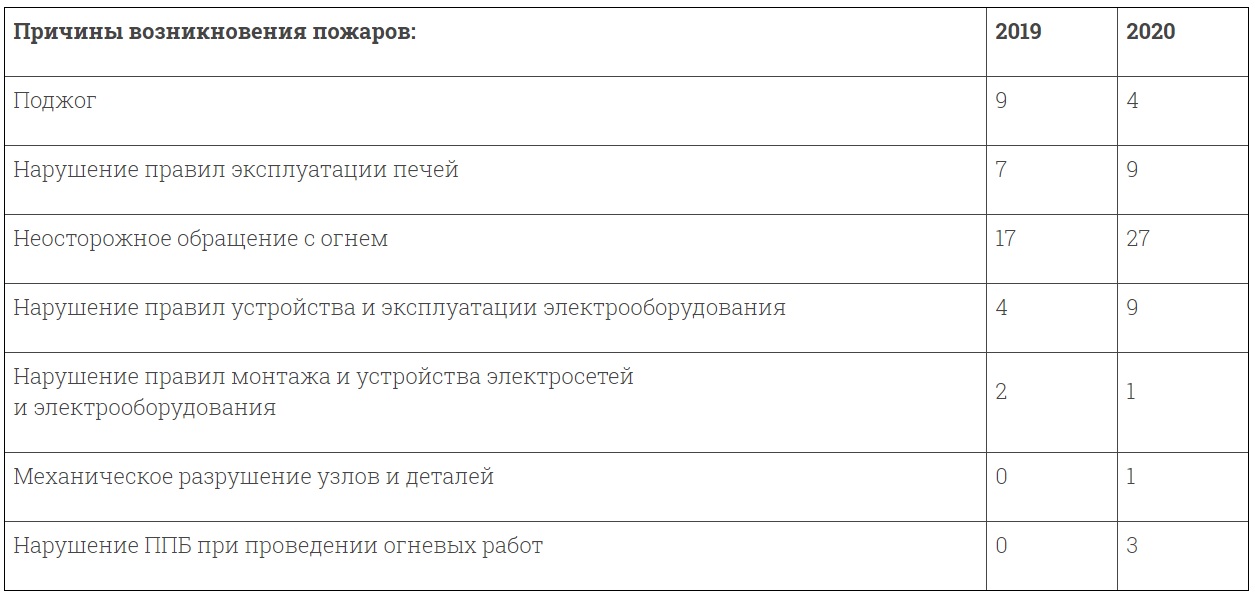 Причины возникновения пожаров: 2019 2020
Поджог 9 4
Нарушение правил эксплуатации печей 7 9
Неосторожное обращение с огнем 17 27
Нарушение правил устройства и эксплуатации электрооборудования 4 9
Нарушение правил монтажа и устройства электросетей
и электрооборудования 2 1
Механическое разрушение узлов и деталей 0 1
Нарушение ППБ при проведении огневых работ 0 3